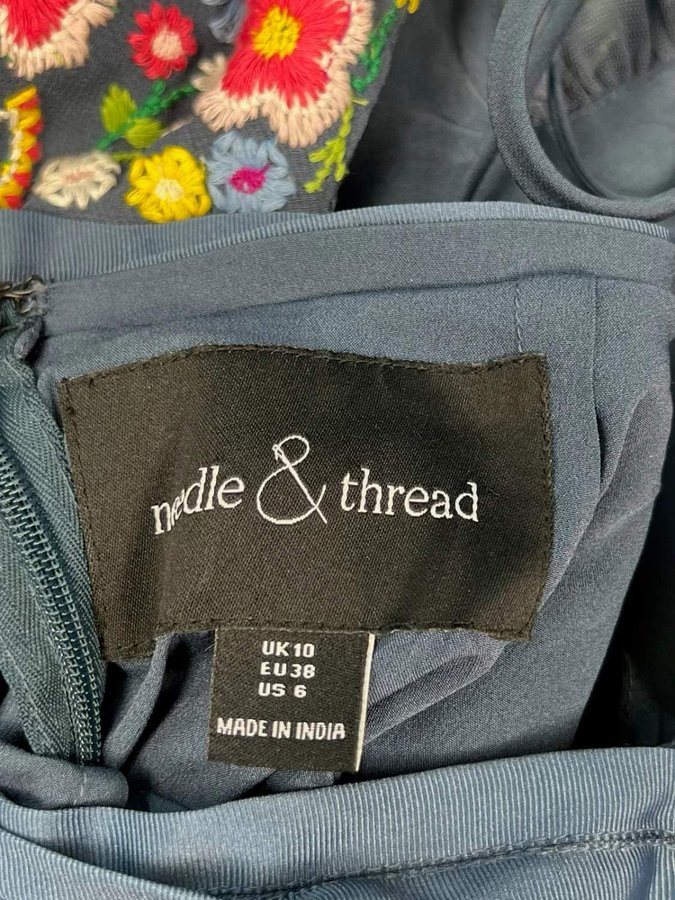 needle & thread
UK 10
EU 38
US 6
MADE IN INDIA